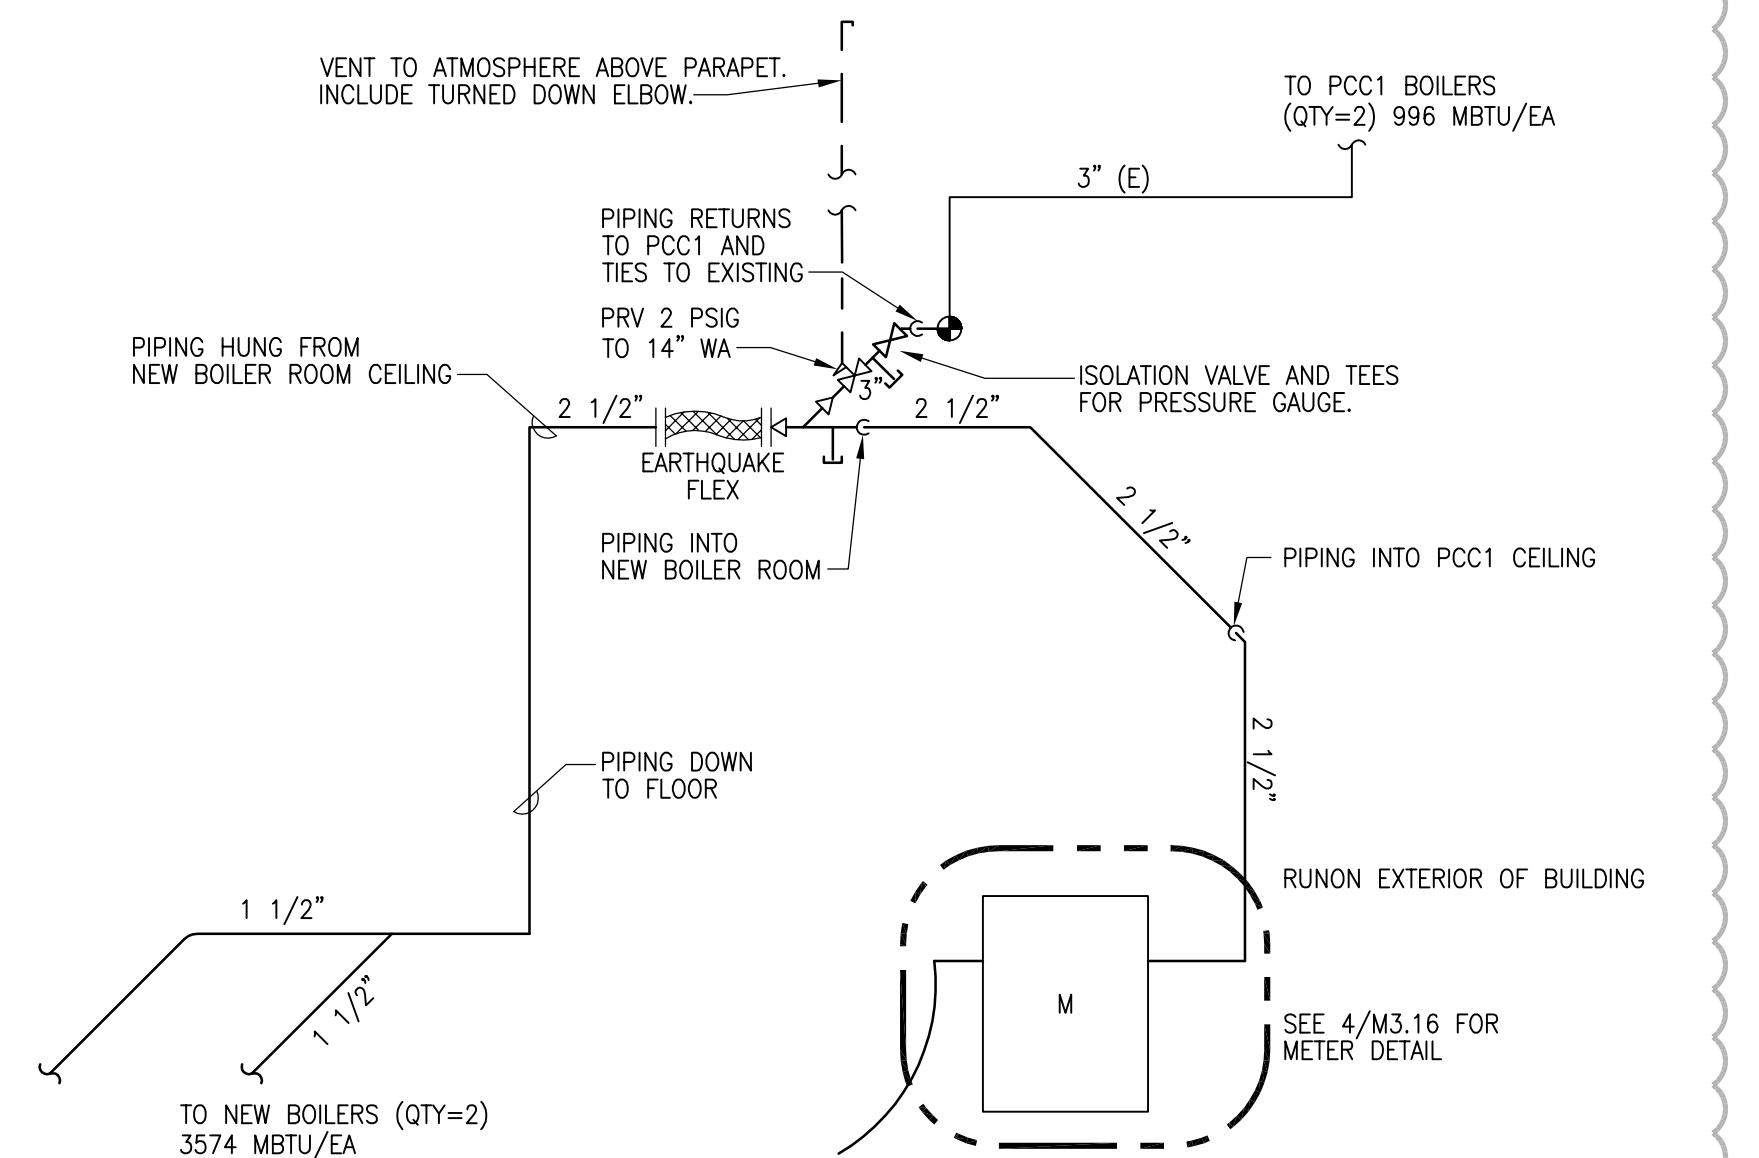 VENT TO ATMOSPHERE ABOVE PARAPET.
INCLUDE TURNED DOWN ELBOW.
TO PCC1 BOILERS
(QTY=2) 996 MBTU/EA
3" (E)
PIPING RETURNS
TO PCC1 AND
TIES TO EXISTING
PRV 2 PSIG
TO 14" WA
PIPING HUNG FROM
NEW BOILER ROOM CEILING
ISOLATION VALVE AND TEES
FOR PRESSURE GAUGE.
3"
2 1/2"
2 1/2"
EARTHQUAKE
FLEX
2 1/2"
PIPING INTO
NEW BOILER ROOM
PIPING INTO PCC1 CEILING
2 1/2"
PIPING DOWN
TO FLOOR
RUNON EXTERIOR OF BUILDING
1 1/2"
1 1/2"
M
SEE 4/M3.16 FOR
METER DETAIL
TO NEW BOILERS (QTY=2)
3574 MBTU/EA